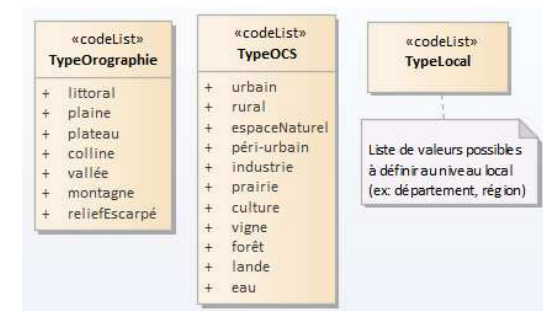 «codeList»
TypeOrographie
+ littoral
+ plaine
+ plateau
+ colline
+ vallée
+ montagne
+ reliefEscarpé
«codeList»
TypeOCS
+ urbain
+ rural
+ espaceNaturel
+ péri-urbain
+ industrie
+ prairie
+ culture
+ vigne
+ forêt
+ lande
+ eau
«codeList»
TypeLocal
Liste de valeurs possibles
à définir au niveau local
(ex: département, région)